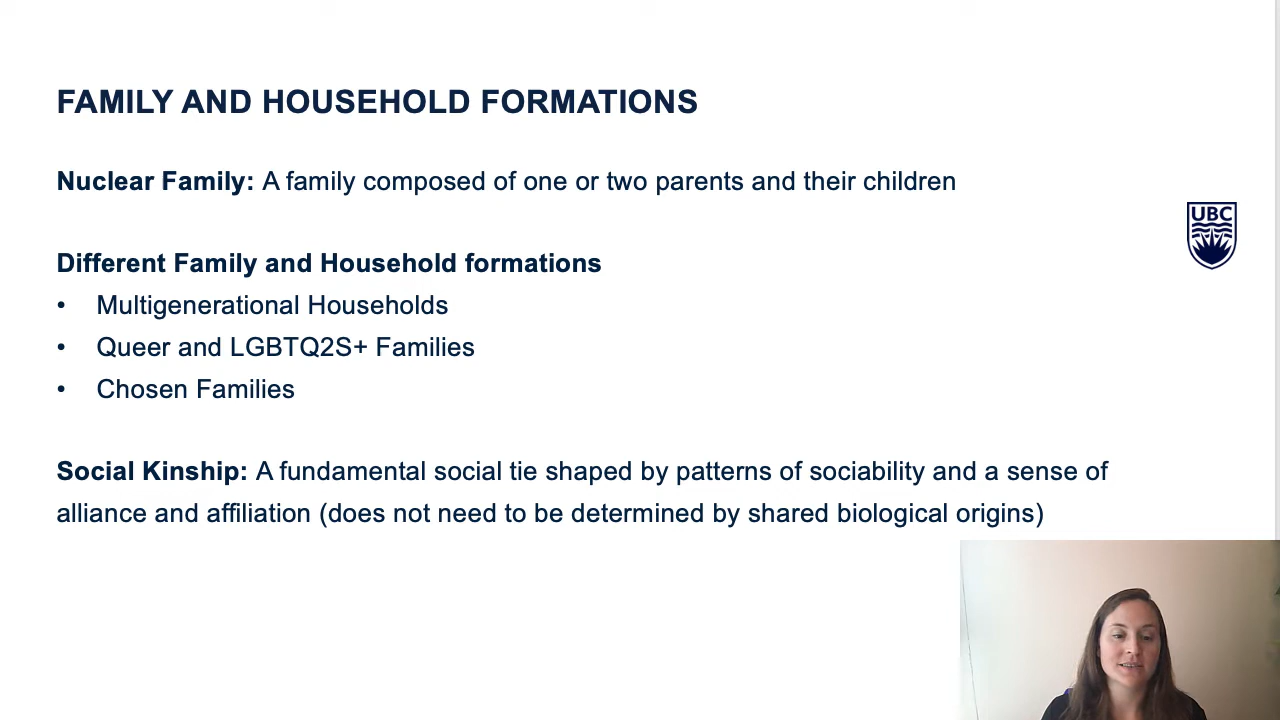 FAMILY AND HOUSEHOLD FORMATIONS
Nuclear Family: A family composed of one or two parents and their children
UBC
Different Family and Household formations
• Multigenerational Households
• Queer and LGBTQ2S+ Families
• Chosen Families
Social Kinship: A fundamental social tie shaped by patterns of sociability and a sense of
alliance and affiliation (does not need to be determined by shared biological origins)